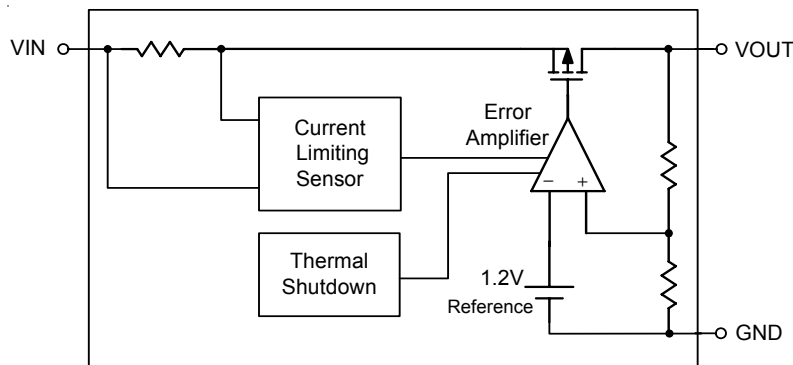 VIN
VOUT
Error
Amplifier
Current
Limiting
Sensor
− +
Thermal
Shutdown
1.2V
Reference
GND